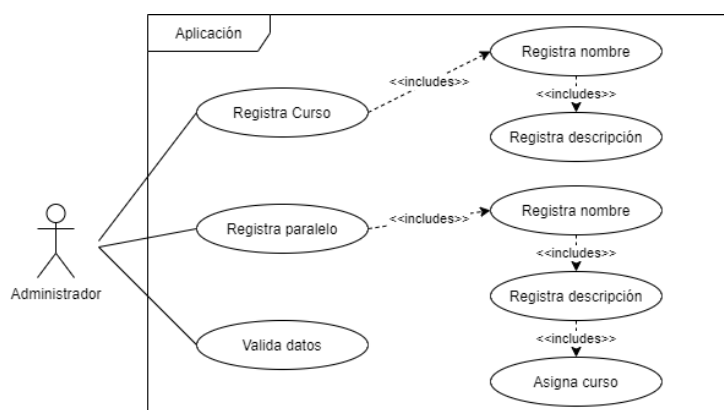 Aplicación
Registra nombre
<<includes>>
<<includes>>
Registra Curso
Registra descripción
Registra nombre
<<includes>>
Registra paralelo
<<includes>>
Administrador
Registra descripción
<<includes>>
Valida datos
Asigna curso